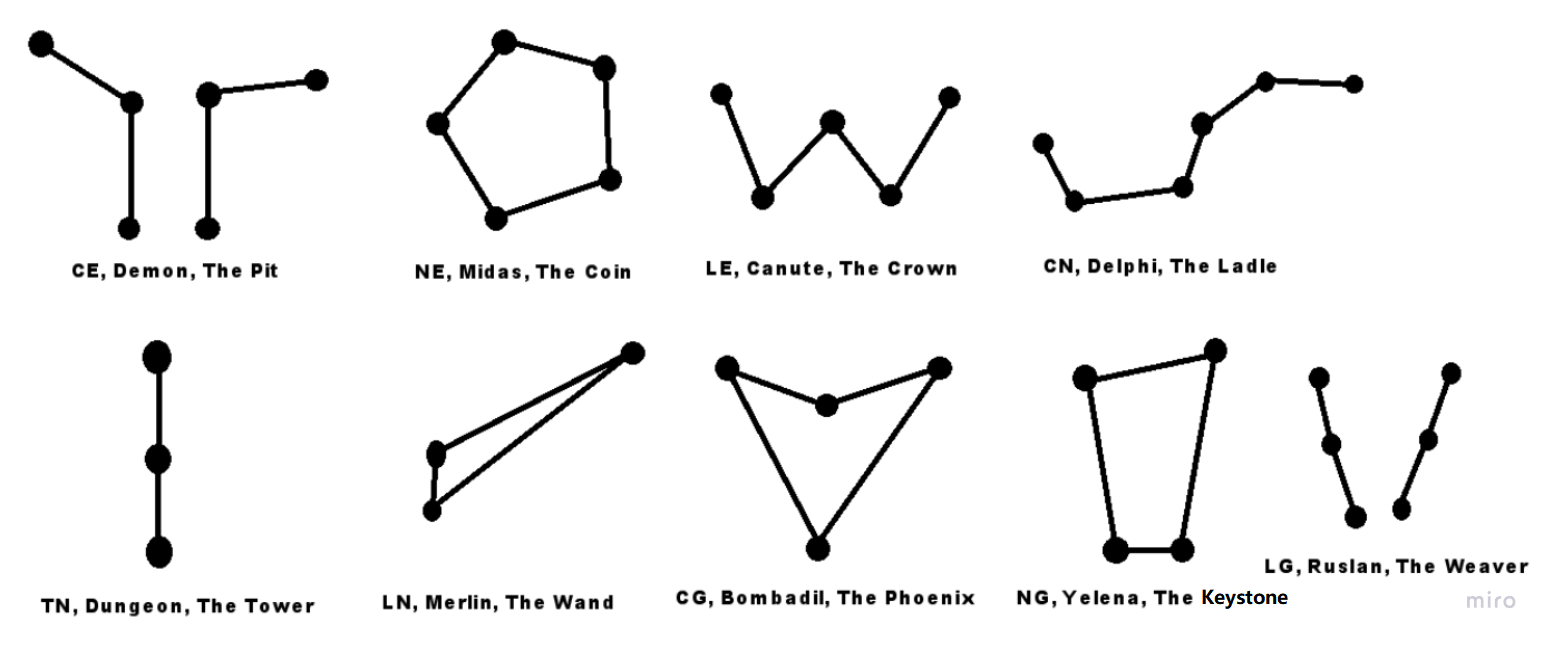 CE, Demon, The Pit
NE, Midas, The Coin
LE, Canute, The Crown
CN, Delphi, The Ladle
TN, Dungeon, The Tower
LN, Merlin, The Wand
CG, Bombadil, The Phoenix
NG, Yelena, The Keystone
LG, Ruslan, The Weaver
miro